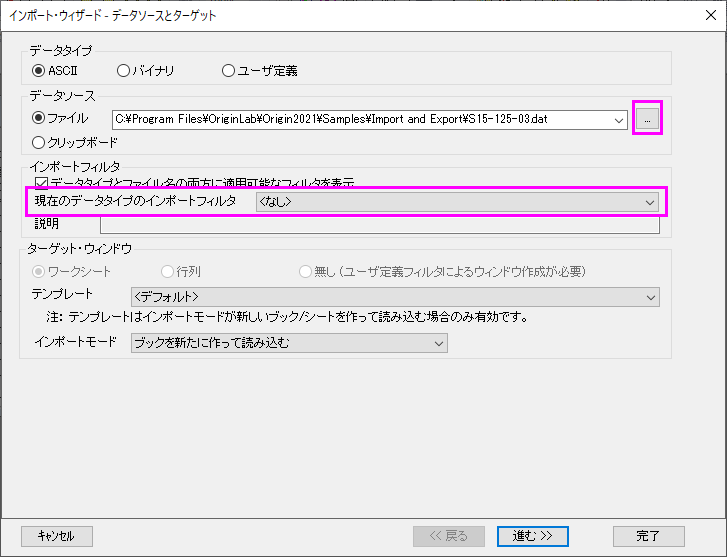 インポート・ウィザード - データソースとターゲット
データタイプ
ASCII バイナリ ユーザ定義
データソース
ファイル C:¥Program Files¥OriginLab¥Origin2021¥Samples¥Import and Export¥S15-125-03.dat ...
クリップボード
インポートフィルタ
データタイプとファイル名の両方に適用可能なフィルタを表示
現在のデータタイプのインポートフィルタ <なし>
説明
ターゲット・ウィンドウ
ワークシート 行列 無し (ユーザ定義フィルタによるウィンドウ作成が必要)
テンプレート <デフォルト>
注: テンプレートはインポートモードが新しいブック/シートを作って読み込む場合のみ有効です。
インポートモード ブックを新たに作って読み込む
キャンセル << 戻る 進む >> 完了